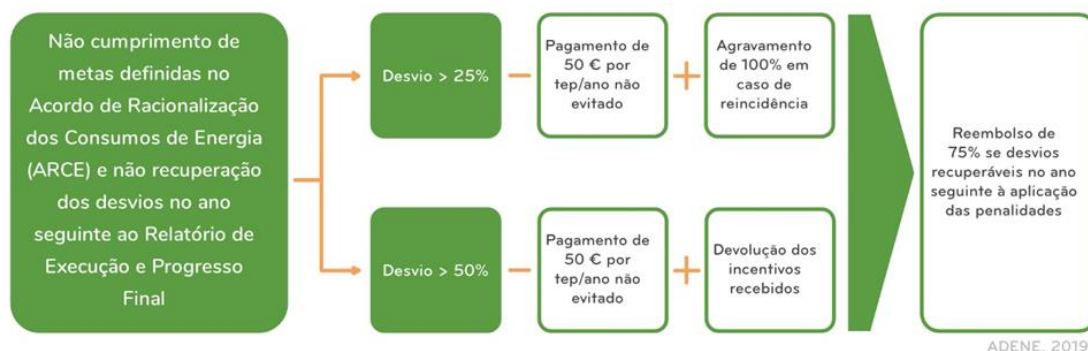 Não cumprimento de
metas definidas no
Acordo de Racionalização
dos Consumos de Energia
(ARCE) e não recuperação
dos desvios no ano
seguinte ao Relatório de
Execução e Progresso
Final
Desvio > 25%
Pagamento de
50 € por
tep/ano não
evitado
Agravamento
de 100% em
caso de
reincidência
Desvio > 50%
Pagamento de
50 € por
tep/ano não
evitado
Devolução dos
incentivos
recebidos
Reembolso de
75% se desvios
recuperáveis no ano
seguinte à aplicação
das penalidades
ADENE, 2019